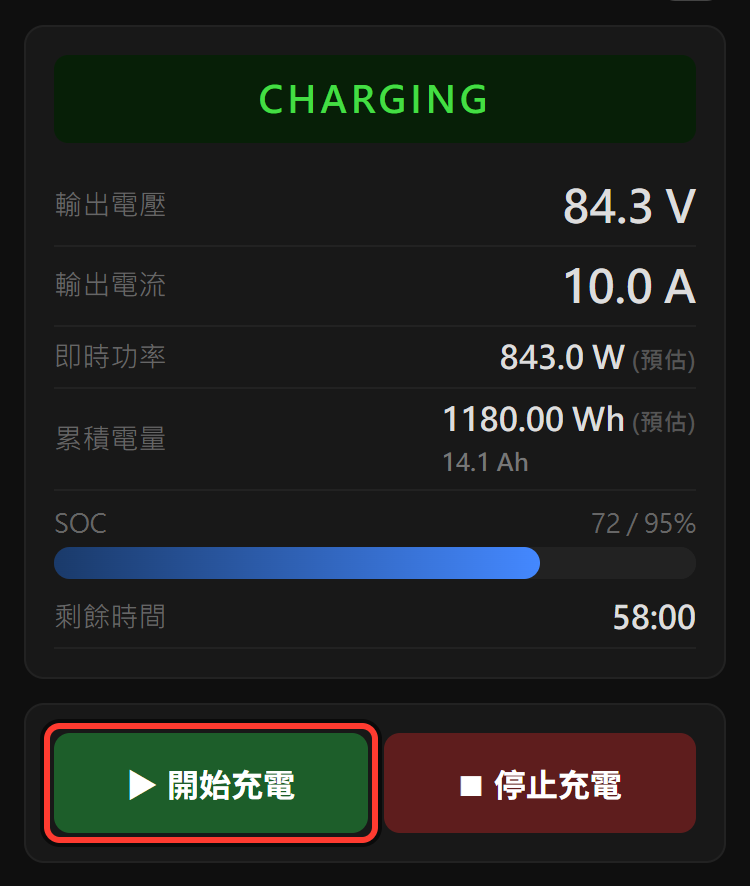 CHARGING
輸出電壓 84.3 V
輸出電流 10.0 A
即時功率 843.0 W (預估)
累積電量 1180.00 Wh (預估)
14.1 Ah
SOC 72 / 95%
剩餘時間 58:00
▶ 開始充電 ■ 停止充電